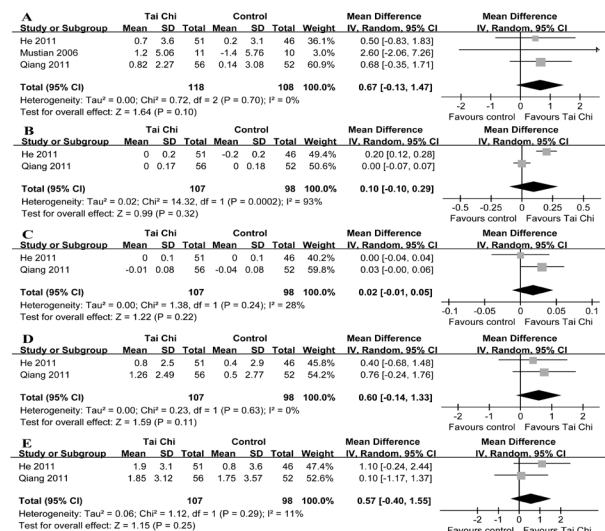 A
Tai Chi Control Mean Difference Mean Difference
Study or Subgroup Mean SD Total Mean SD Total Weight IV, Random, 95% CI IV, Random, 95% CI
He 2011 0.7 3.6 51 0.2 3.1 46 36.1% 0.50 [-0.83, 1.83]
Mustian 2006 1.2 5.06 11 -1.4 5.76 10 3.0% 2.60 [-2.06, 7.26]
Qiang 2011 0.82 2.27 56 0.14 3.08 52 60.9% 0.68 [-0.35, 1.71]
Total (95% CI) 118 108 100.0% 0.67 [-0.13, 1.47]
Heterogeneity: Tau² = 0.00; Chi² = 0.72, df = 2 (P = 0.70); I² = 0%
Test for overall effect: Z = 1.64 (P = 0.10)
-2 -1 0 1 2
Favours control Favours Tai Chi
B
Tai Chi Control Mean Difference Mean Difference
Study or Subgroup Mean SD Total Mean SD Total Weight IV, Random, 95% CI IV, Random, 95% CI
He 2011 0 0.2 51 -0.2 0.2 46 49.4% 0.20 [0.12, 0.28]
Qiang 2011 0 0.17 56 0 0.18 52 50.6% 0.00 [-0.07, 0.07]
Total (95% CI) 107 98 100.0% 0.10 [-0.10, 0.29]
Heterogeneity: Tau² = 0.02; Chi² = 14.32, df = 1 (P = 0.0002); I² = 93%
Test for overall effect: Z = 0.99 (P = 0.32)
-0.5 -0.25 0 0.25 0.5
Favours control Favours Tai Chi
C
Tai Chi Control Mean Difference Mean Difference
Study or Subgroup Mean SD Total Mean SD Total Weight IV, Random, 95% CI IV, Random, 95% CI
He 2011 0 0.1 51 0 0.1 46 40.2% 0.00 [-0.04, 0.04]
Qiang 2011 -0.01 0.08 56 -0.04 0.08 52 59.8% 0.03 [-0.00, 0.06]
Total (95% CI) 107 98 100.0% 0.02 [-0.01, 0.05]
Heterogeneity: Tau² = 0.00; Chi² = 1.38, df = 1 (P = 0.24); I² = 28%
Test for overall effect: Z = 1.22 (P = 0.22)
-0.1 -0.05 0 0.05 0.1
Favours control Favours Tai Chi
D
Tai Chi Control Mean Difference Mean Difference
Study or Subgroup Mean SD Total Mean SD Total Weight IV, Random, 95% CI IV, Random, 95% CI
He 2011 0.8 2.5 51 0.4 2.9 46 45.8% 0.40 [-0.68, 1.48]
Qiang 2011 1.26 2.49 56 0.5 2.77 52 54.2% 0.76 [-0.24, 1.76]
Total (95% CI) 107 98 100.0% 0.60 [-0.14, 1.33]
Heterogeneity: Tau² = 0.00; Chi² = 0.23, df = 1 (P = 0.63); I² = 0%
Test for overall effect: Z = 1.59 (P = 0.11)
-2 -1 0 1 2
Favours control Favours Tai Chi
E
Tai Chi Control Mean Difference Mean Difference
Study or Subgroup Mean SD Total Mean SD Total Weight IV, Random, 95% CI IV, Random, 95% CI
He 2011 1.9 3.1 51 0.8 3.6 46 47.4% 1.10 [-0.24, 2.44]
Qiang 2011 1.85 3.12 56 1.75 3.57 52 52.6% 0.10 [-1.17, 1.37]
Total (95% CI) 107 98 100.0% 0.57 [-0.40, 1.55]
Heterogeneity: Tau² = 0.06; Chi² = 1.12, df = 1 (P = 0.29); I² = 11%
Test for overall effect: Z = 1.15 (P = 0.25)
-2 -1 0 1 2
Favours control Favours Tai Chi